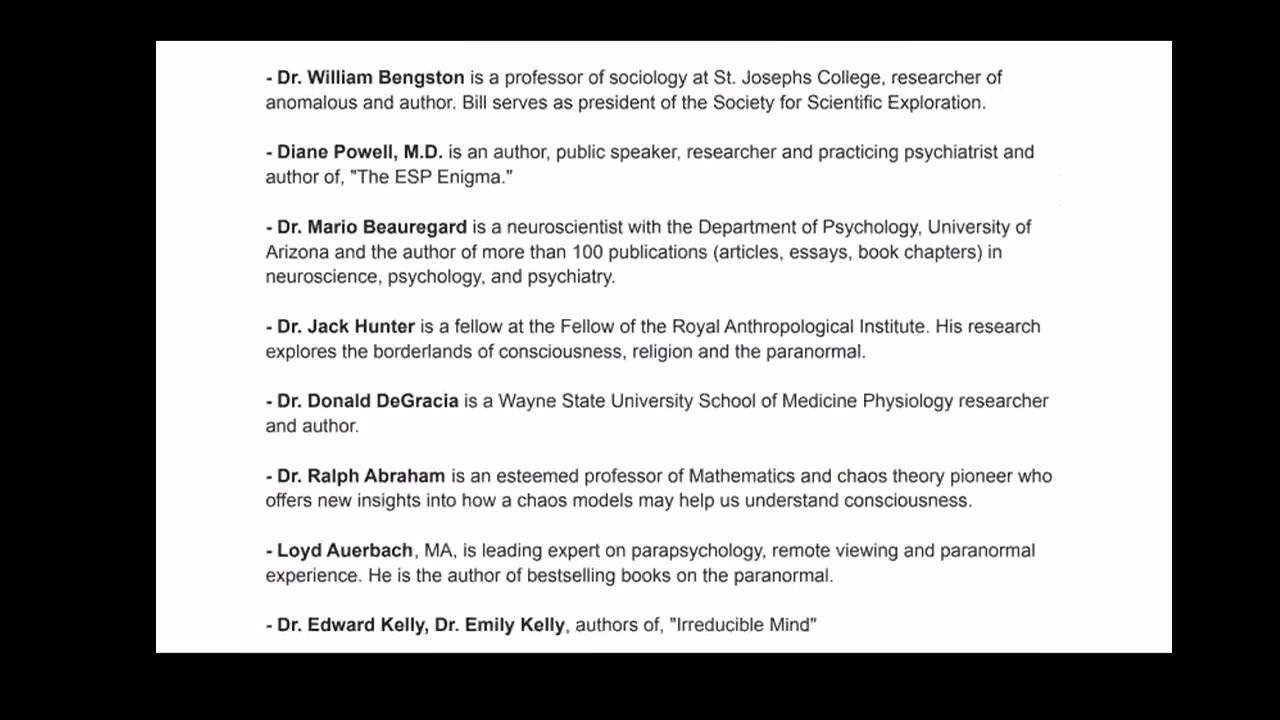 - Dr. William Bengston is a professor of sociology at St. Josephs College, researcher of
anomalous and author. Bill serves as president of the Society for Scientific Exploration.
- Diane Powell, M.D. is an author, public speaker, researcher and practicing psychiatrist and
author of, "The ESP Enigma."
- Dr. Mario Beauregard is a neuroscientist with the Department of Psychology, University of
Arizona and the author of more than 100 publications (articles, essays, book chapters) in
neuroscience, psychology, and psychiatry.
- Dr. Jack Hunter is a fellow at the Fellow of the Royal Anthropological Institute. His research
explores the borderlands of consciousness, religion and the paranormal.
- Dr. Donald DeGracia is a Wayne State University School of Medicine Physiology researcher
and author.
- Dr. Ralph Abraham is an esteemed professor of Mathematics and chaos theory pioneer who
offers new insights into how a chaos models may help us understand consciousness.
- Loyd Auerbach, MA, is leading expert on parapsychology, remote viewing and paranormal
experience. He is the author of bestselling books on the paranormal.
- Dr. Edward Kelly, Dr. Emily Kelly, authors of, "Irreducible Mind"